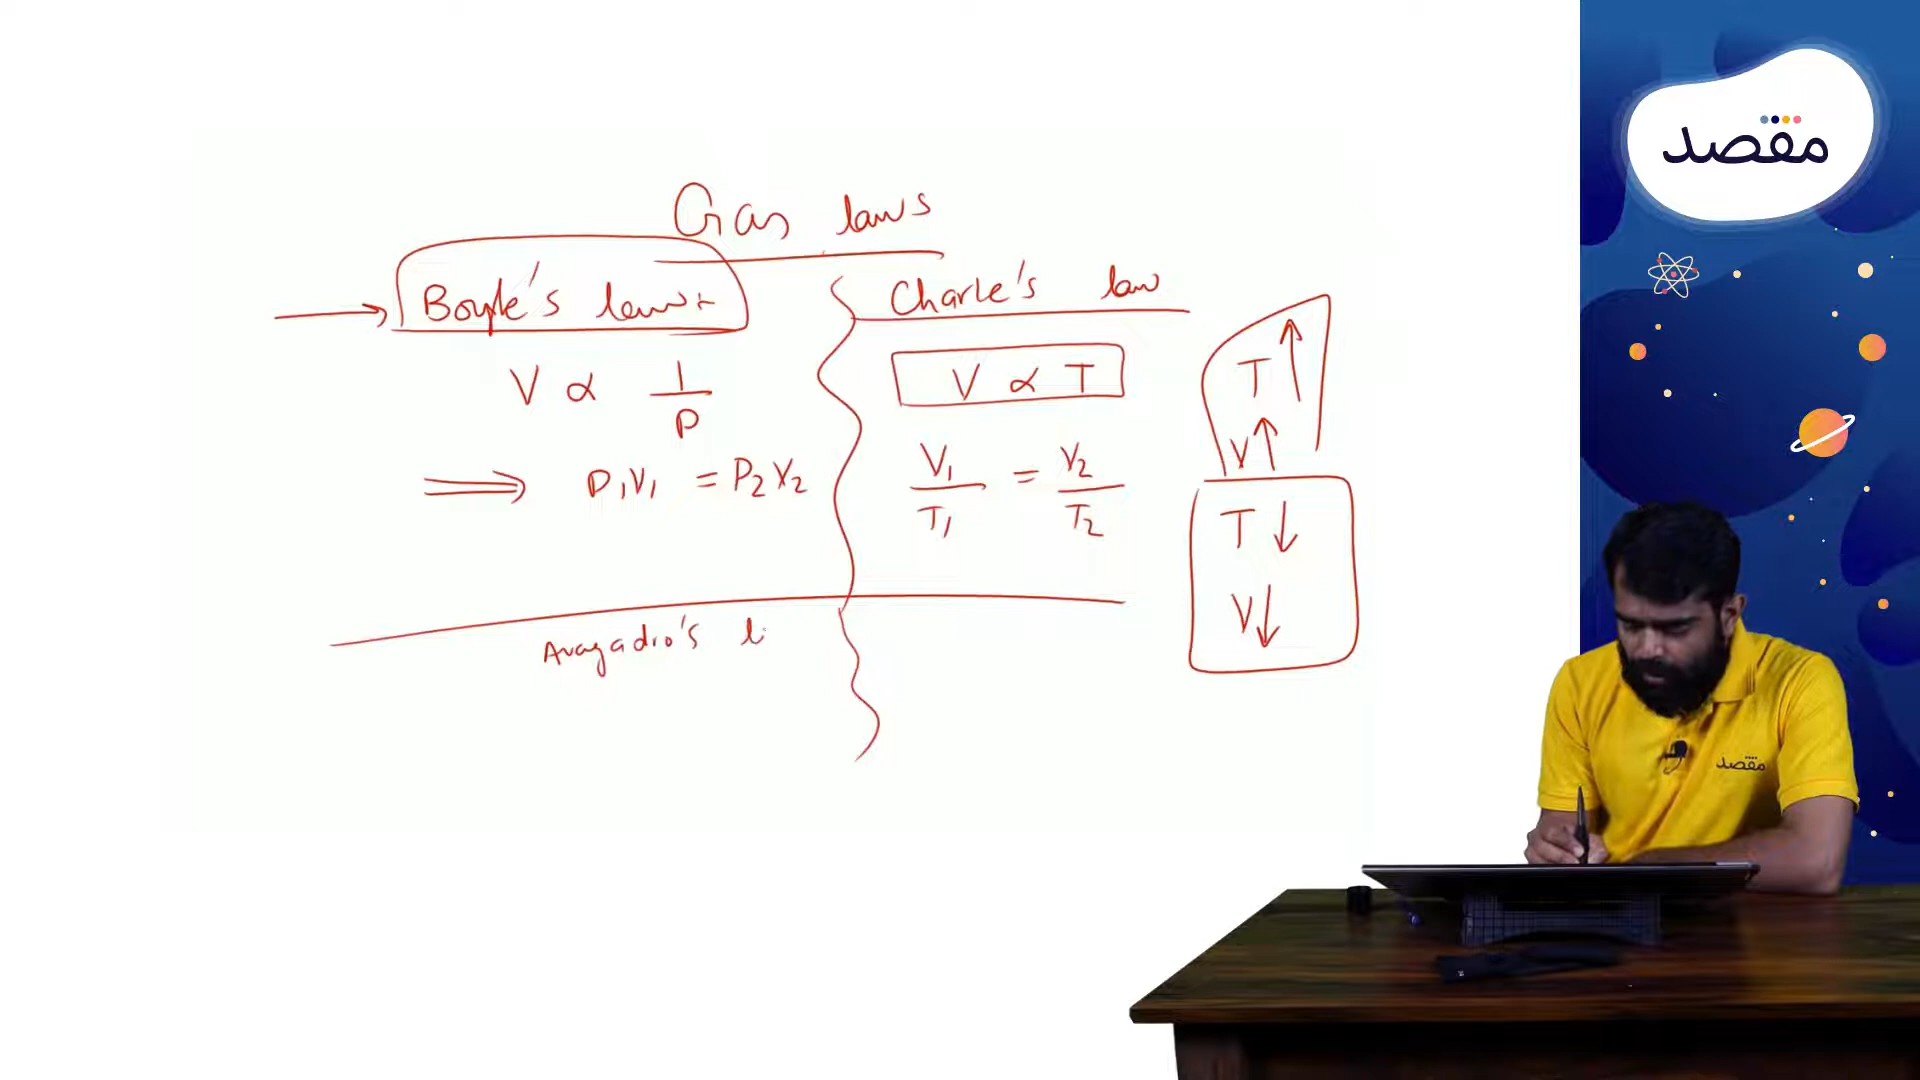 مقصد
Gas laws
Boyle's law:
V ∝ 1/P
⟹ P₁V₁ = P₂V₂
Charle's law
V ∝ T
V₁/T₁ = V₂/T₂
T ↑
V ↑
T ↓
V ↓
Avagadro's l
مقصد